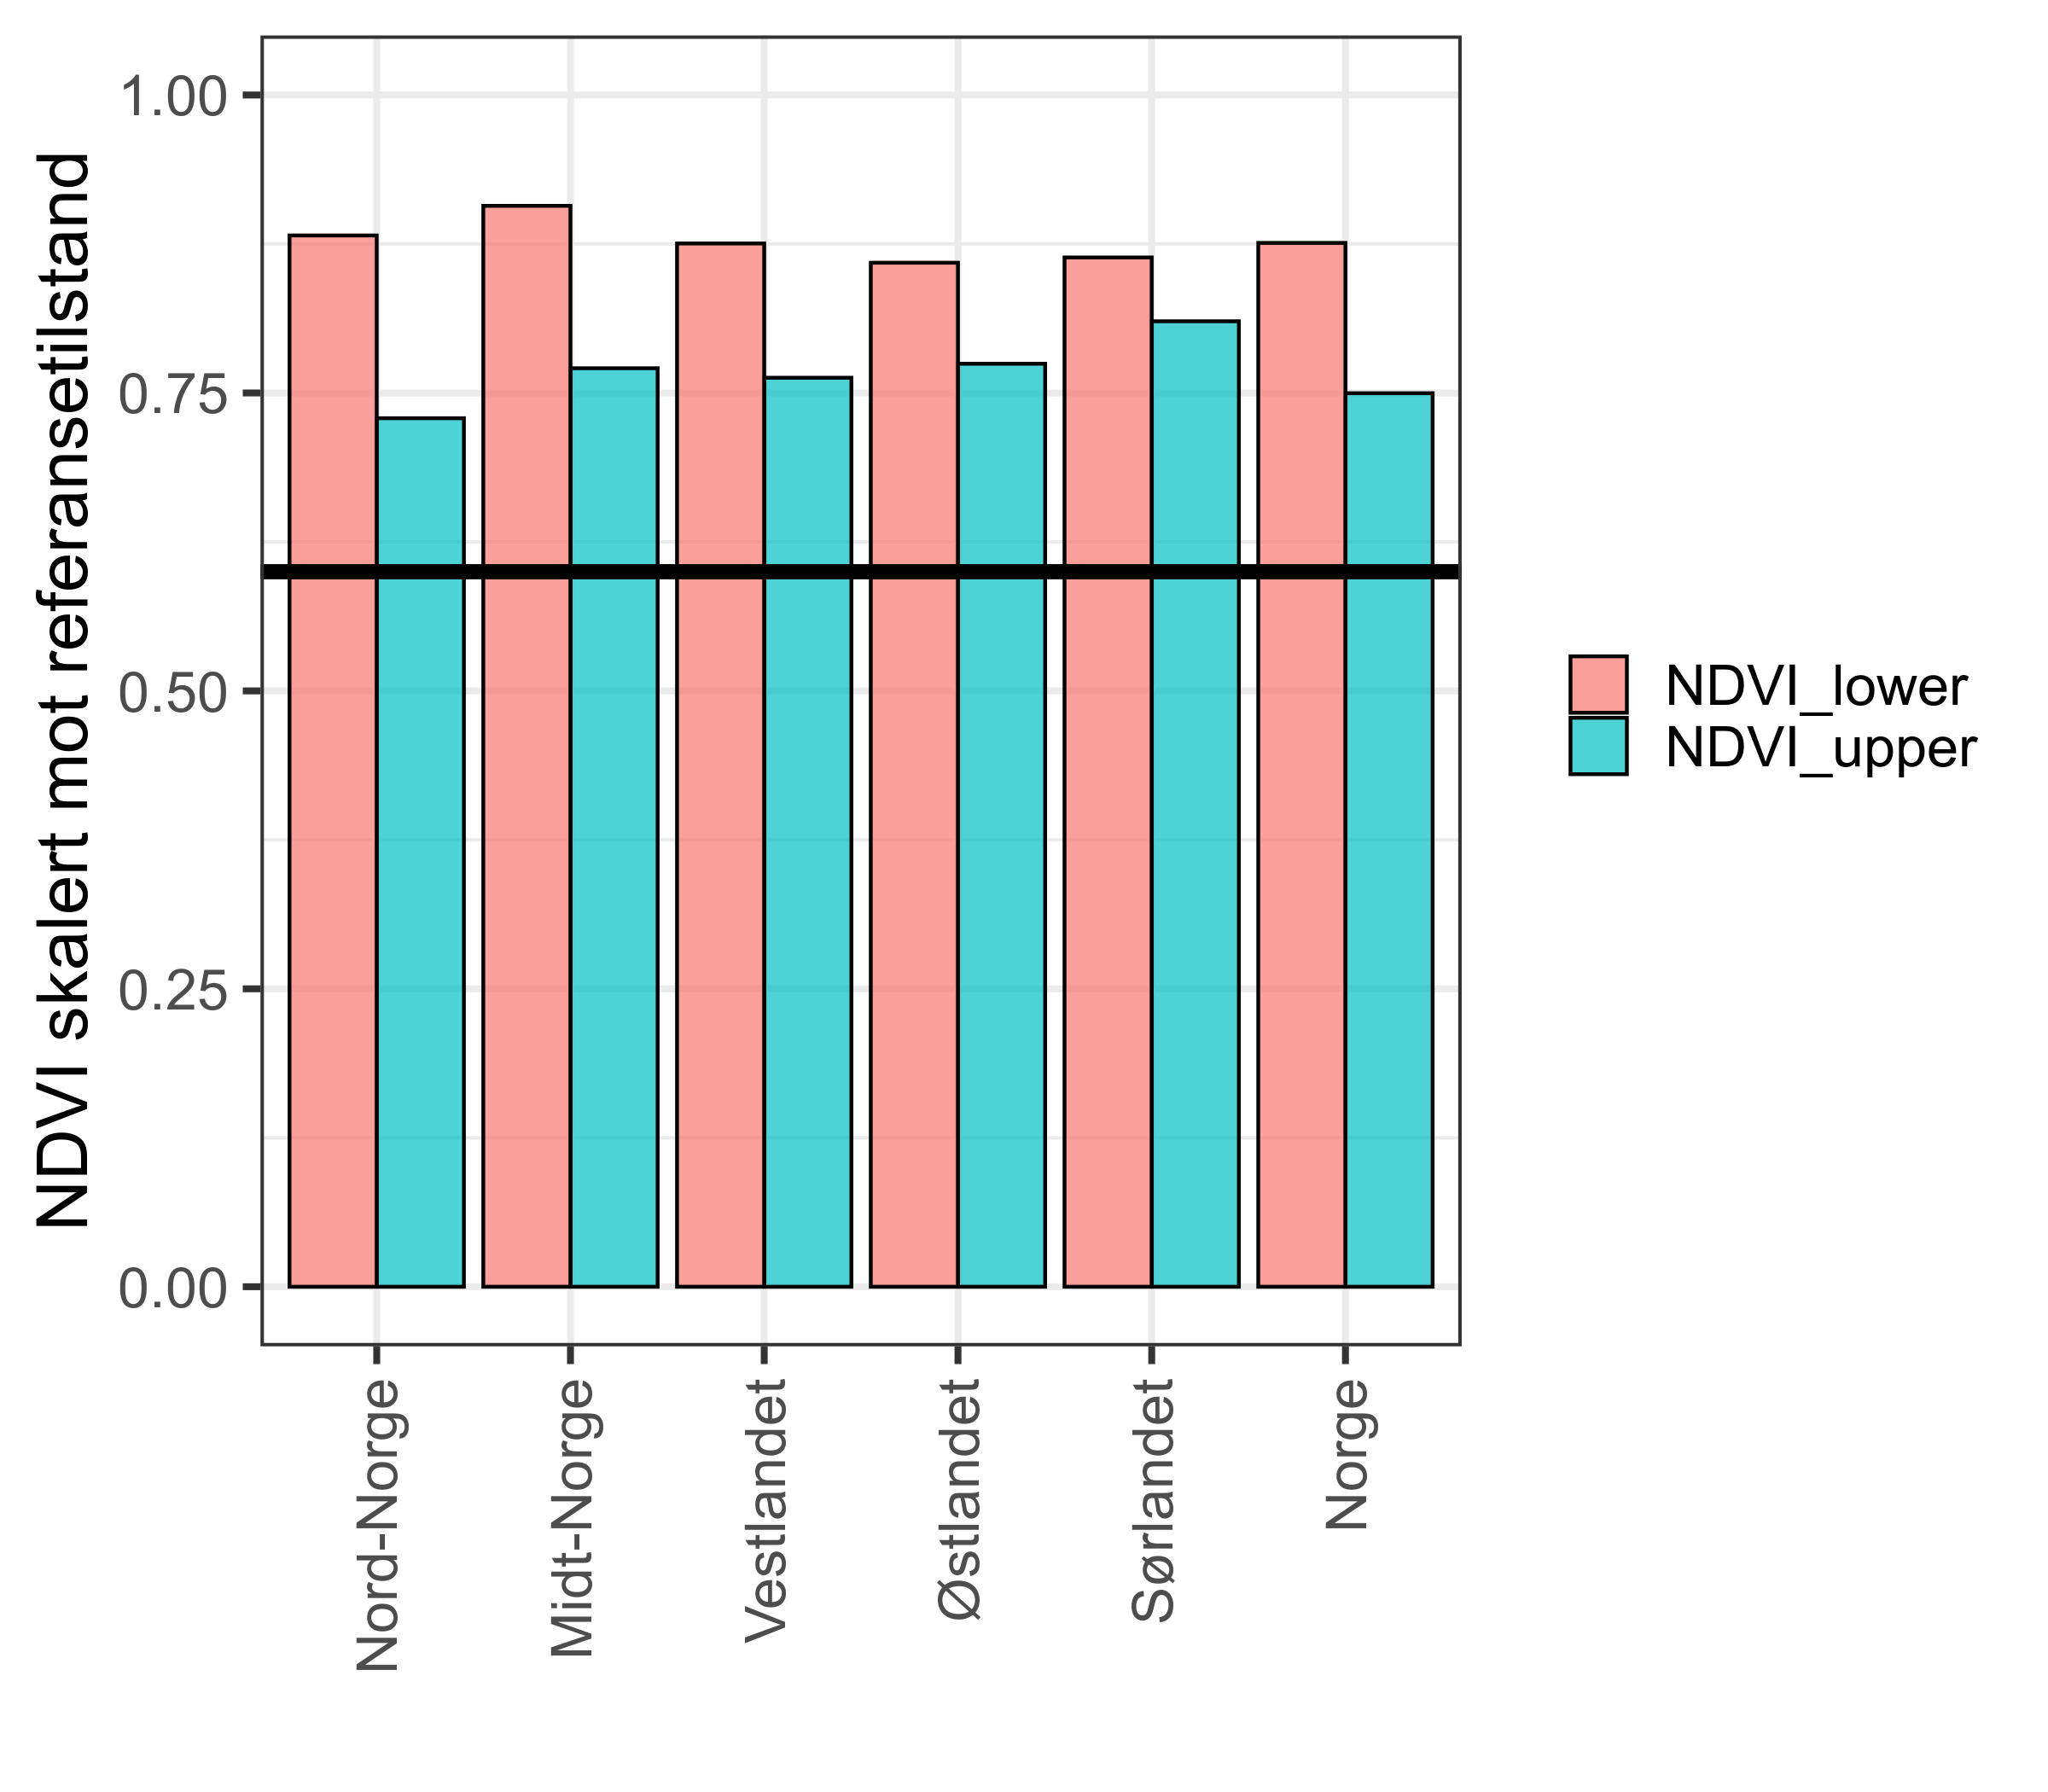 NDVI skalert mot referansetilstand
1.00
0.75
0.50
0.25
0.00
Nord-Norge
Midt-Norge
Vestlandet
Østlandet
Sørlandet
Norge
NDVI_lower
NDVI_upper